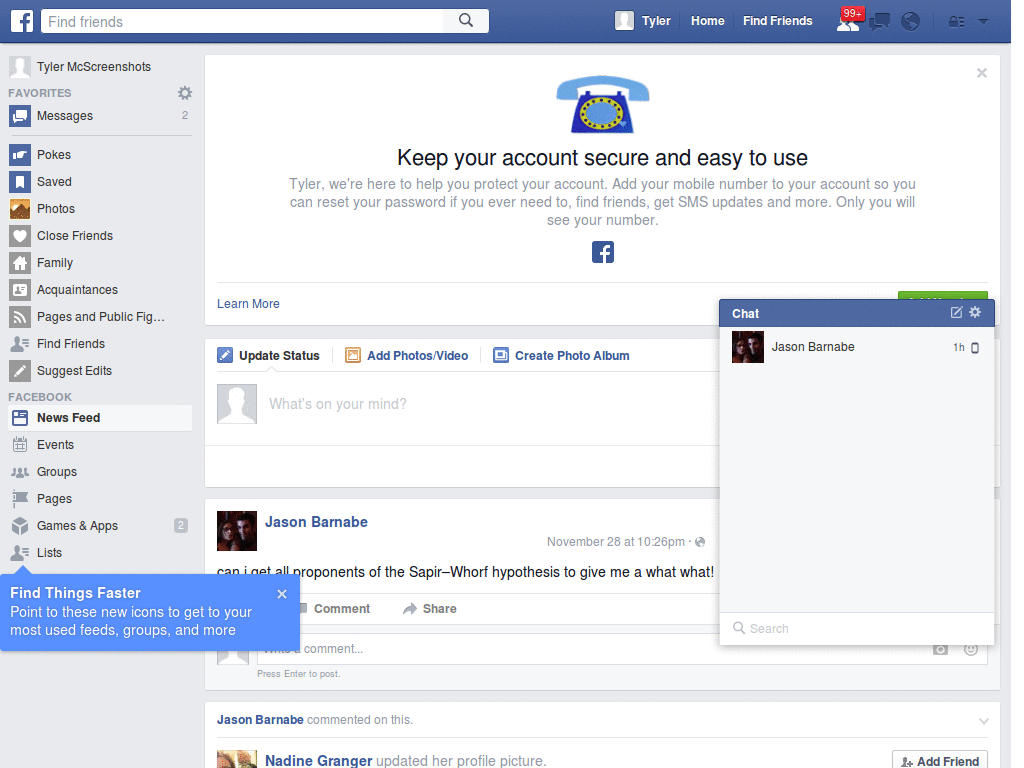 Find friends
Tyler
Home
Find Friends
99+
Tyler McScreenshots
FAVORITES
Messages 2
Pokes
Saved
Photos
Close Friends
Family
Acquaintances
Pages and Public Fig...
Find Friends
Suggest Edits
FACEBOOK
News Feed
Events
Groups
Pages
Games & Apps 2
Lists
Find Things Faster
Point to these new icons to get to your
most used feeds, groups, and more
Keep your account secure and easy to use
Tyler, we're here to help you protect your account. Add your mobile number to your account so you
can reset your password if you ever need to, find friends, get SMS updates and more. Only you will
see your number.
Learn More
Update Status
Add Photos/Video
Create Photo Album
What's on your mind?
Jason Barnabe
November 28 at 10:26pm ·
can i get all proponents of the Sapir–Whorf hypothesis to give me a what what!
Comment
Share
Write a comment...
Press Enter to post.
Jason Barnabe commented on this.
Nadine Granger updated her profile picture.
Add Friend
Chat
Jason Barnabe 1h
Search